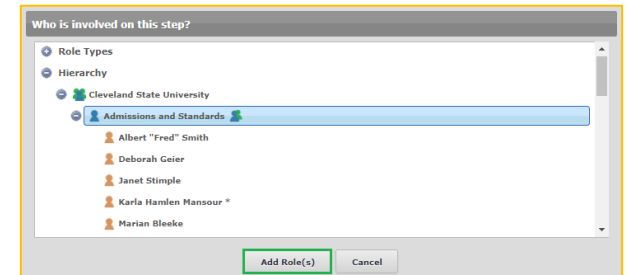 Who is involved on this step?
Role Types
Hierarchy
Cleveland State University
Admissions and Standards
Albert "Fred" Smith
Deborah Geier
Janet Stimple
Karla Hamlen Mansour *
Marian Bleeke
Add Role(s) Cancel